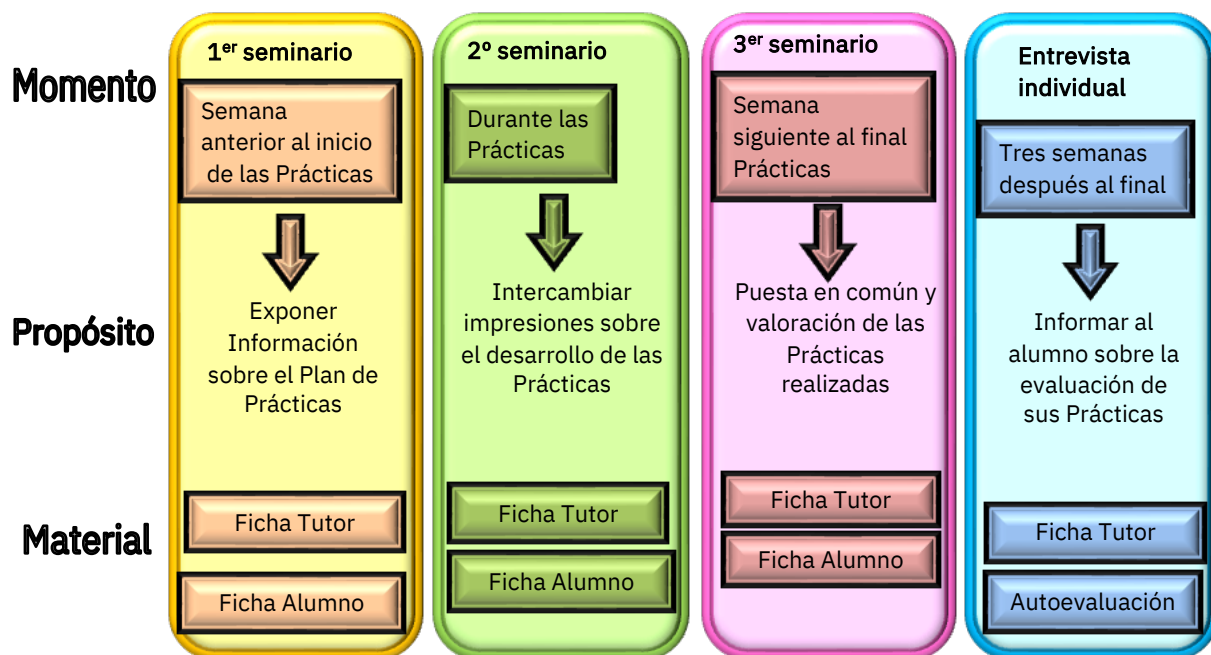 Momento
Propósito
Material
1er seminario
Semana
anterior al inicio
de las Prácticas
Exponer
Información
sobre el Plan de
Prácticas
Ficha Tutor
Ficha Alumno
2º seminario
Durante las
Prácticas
Intercambiar
impresiones sobre
el desarrollo de las
Prácticas
Ficha Tutor
Ficha Alumno
3er seminario
Semana
siguiente al final
Prácticas
Puesta en común y
valoración de las
Prácticas
realizadas
Ficha Tutor
Ficha Alumno
Entrevista
individual
Tres semanas
después al final
Informar al
alumno sobre la
evaluación de
sus Prácticas
Ficha Tutor
Autoevaluación